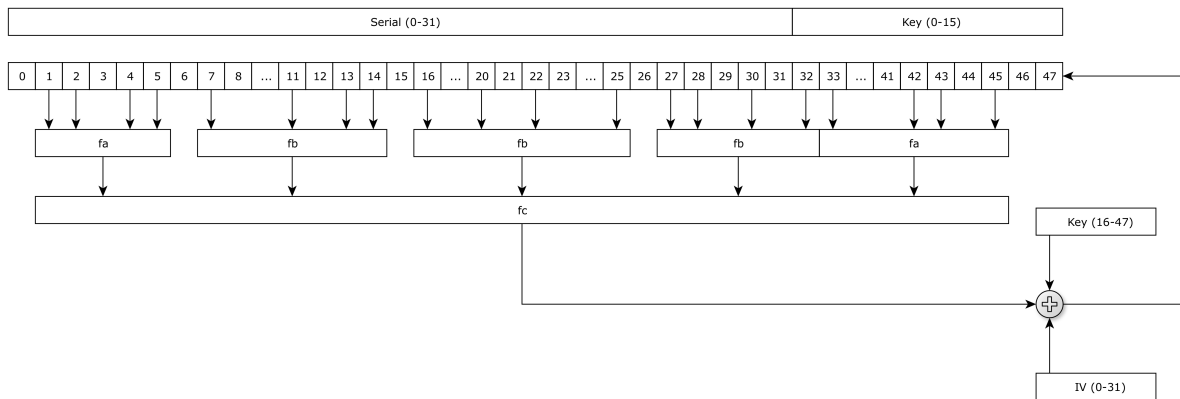 Serial (0-31) Key (0-15)
0 1 2 3 4 5 6 7 8 ... 11 12 13 14 15 16 ... 20 21 22 23 ... 25 26 27 28 29 30 31 32 33 ... 41 42 43 44 45 46 47
fa fb fb fb fa
fc
Key (16-47)
IV (0-31)